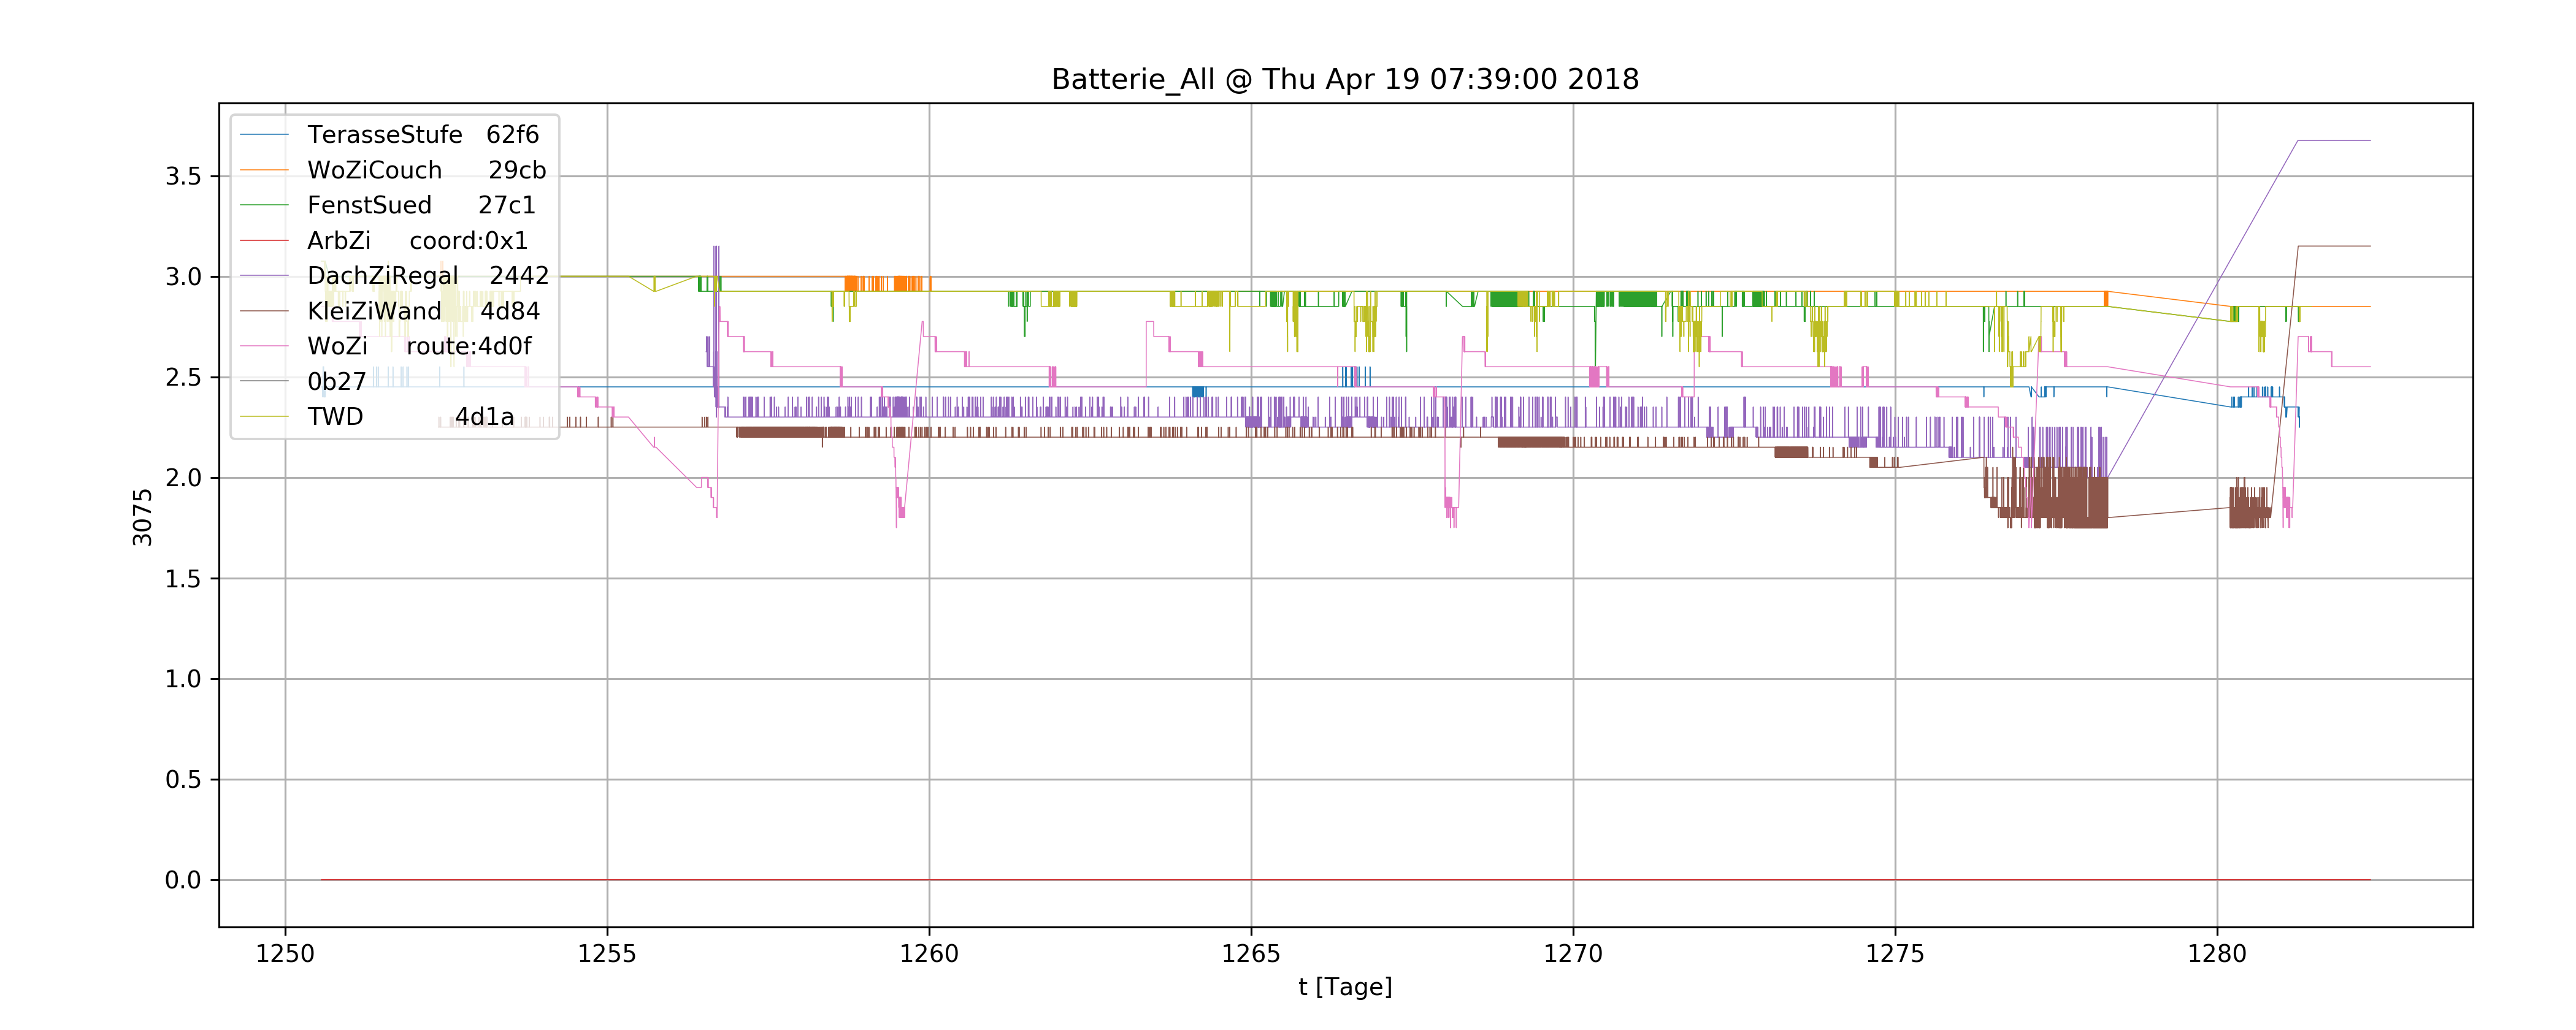 Batterie_All @ Thu Apr 19 07:39:00 2018
TerasseStufe 62f6
WoZiCouch 29cb
FenstSued 27c1
ArbZi coord:0x1
DachZiRegal 2442
KleiZiWand 4d84
WoZi route:4d0f
0b27
TWD 4d1a
3.5
3.0
2.5
2.0
1.5
1.0
0.5
0.0
3075
1250 1255 1260 1265 1270 1275 1280
t [Tage]